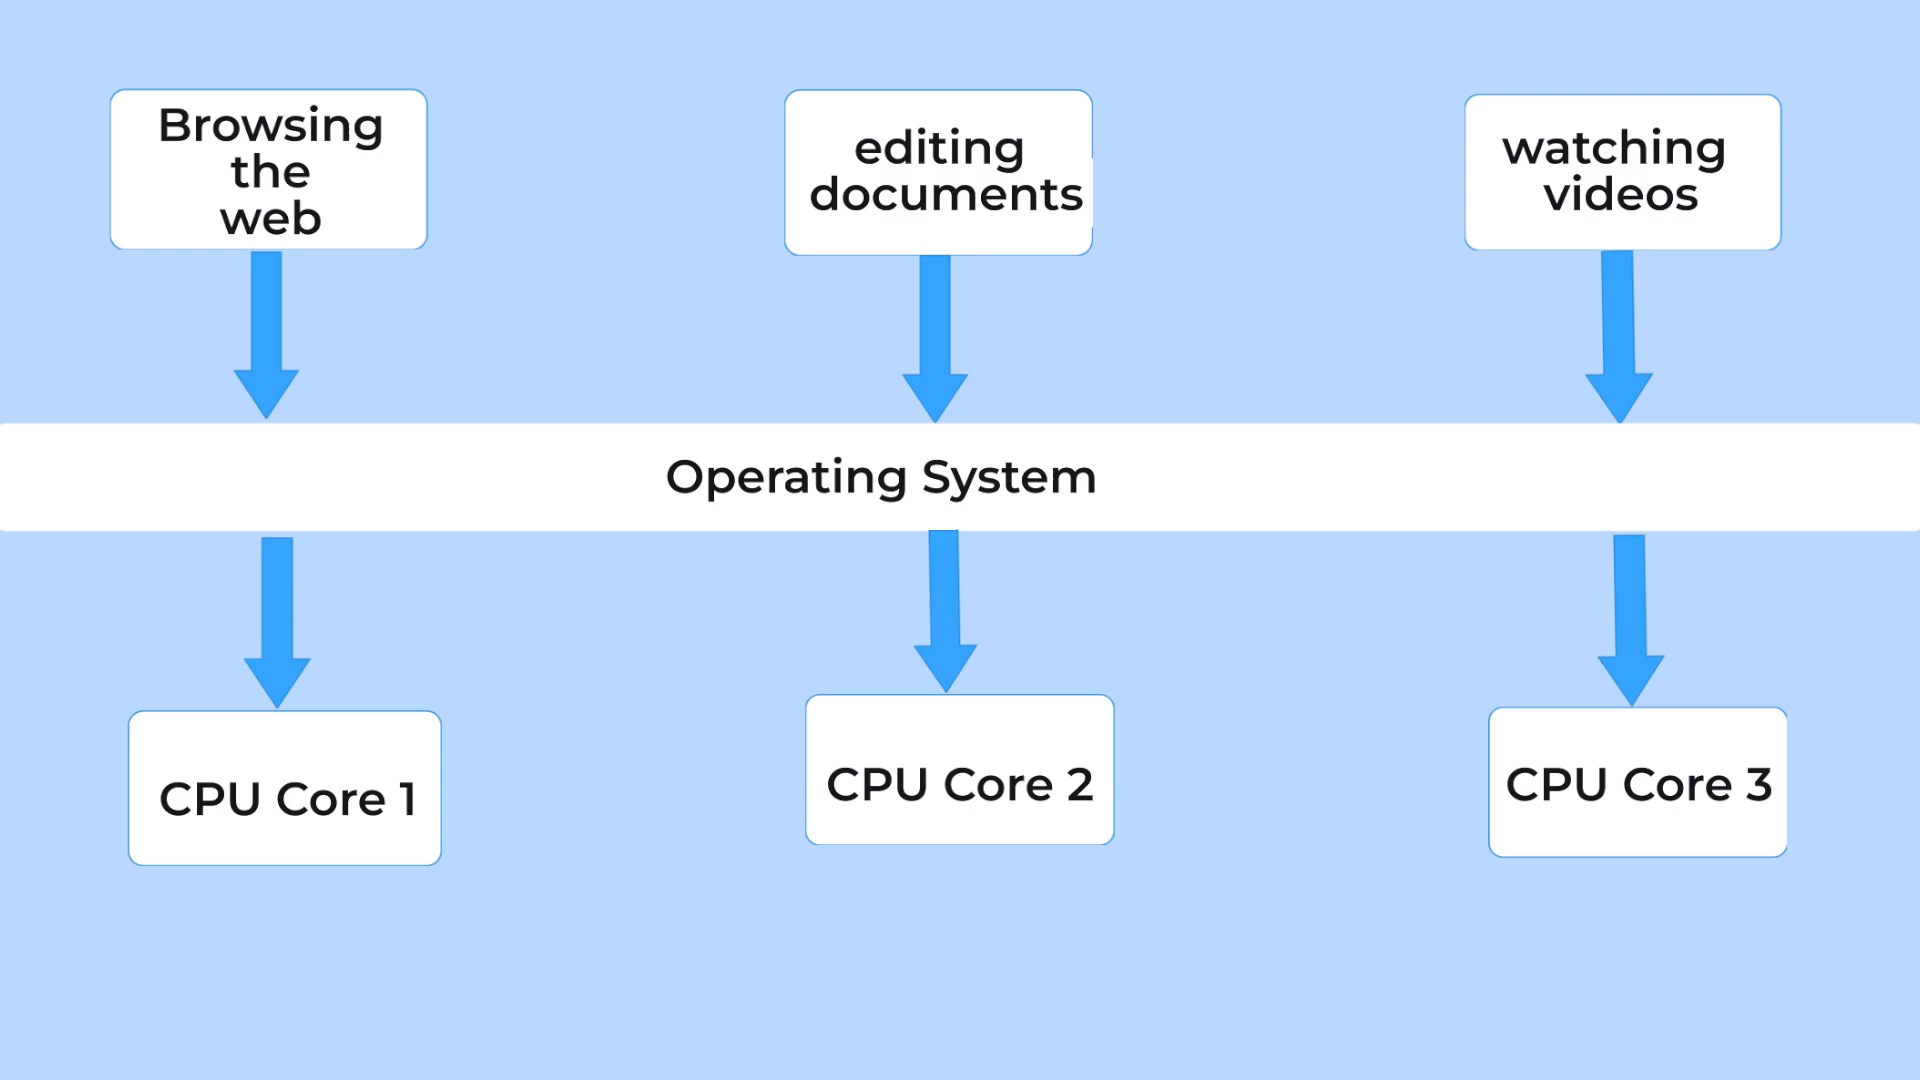 Browsing
the
web
editing
documents
watching
videos
Operating System
CPU Core 1
CPU Core 2
CPU Core 3